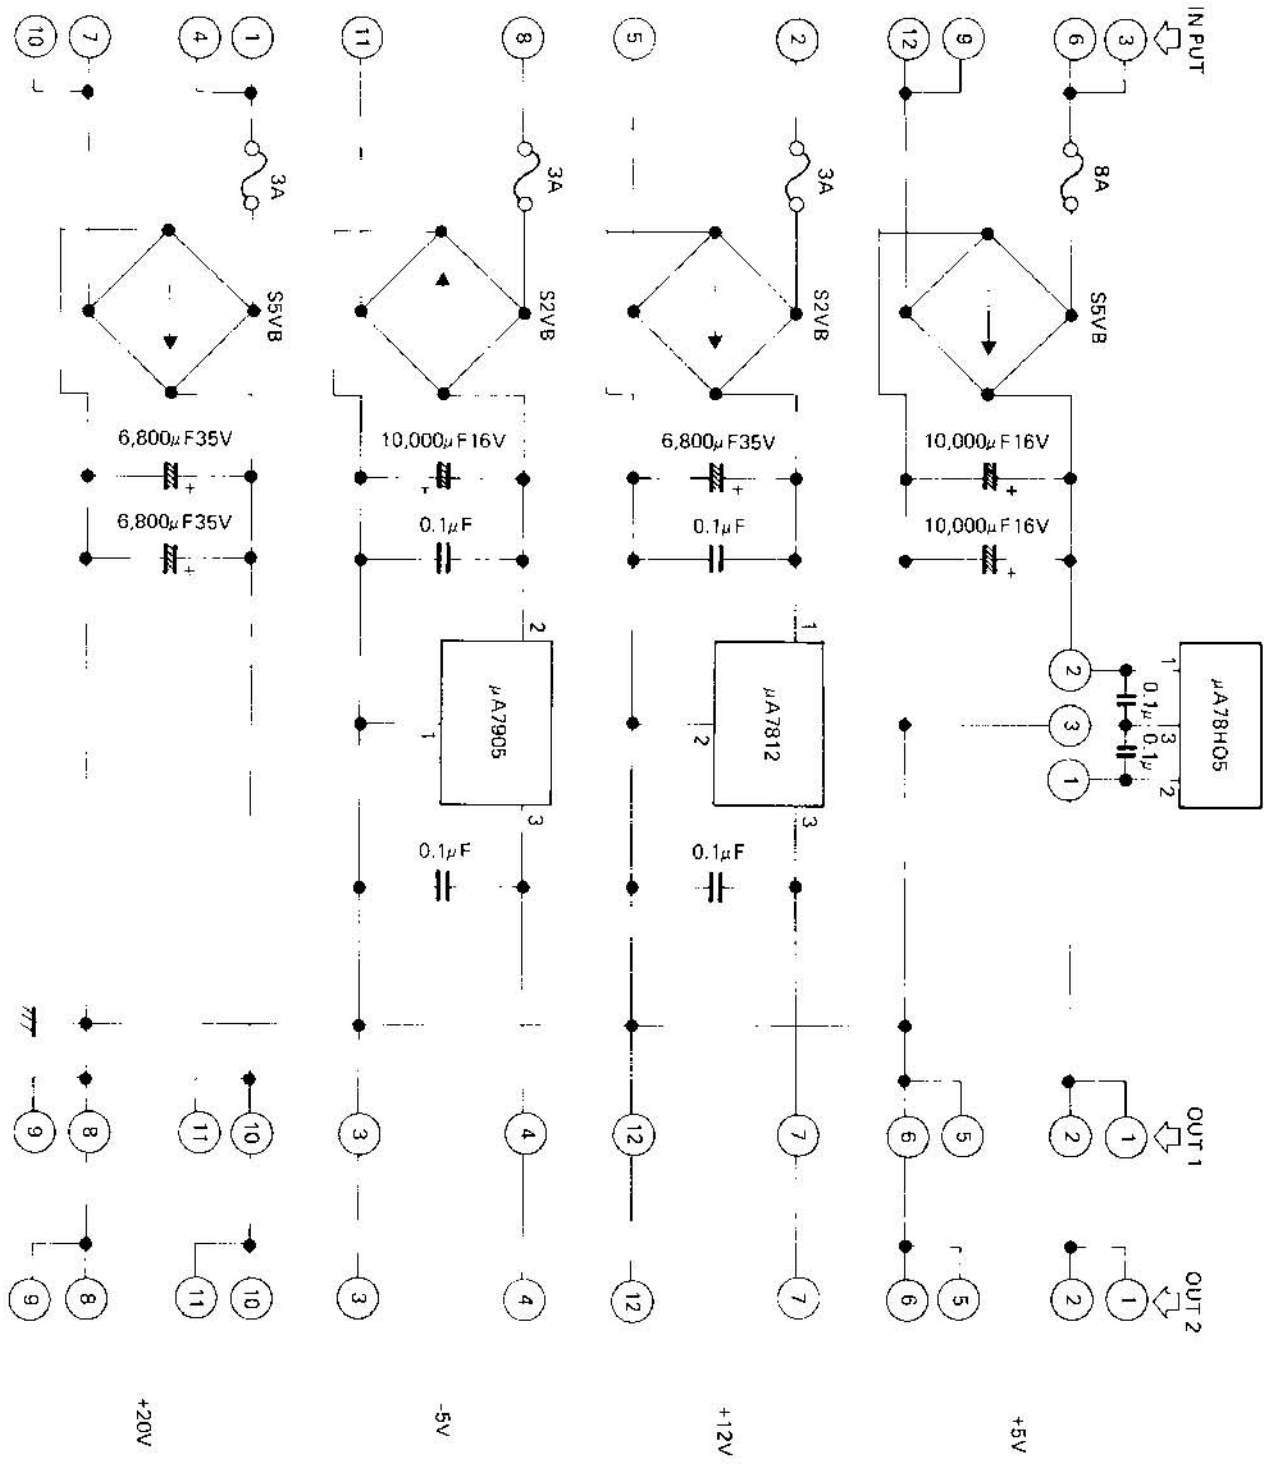 INPUT
3
6
9
12
2
5
8
11
1
4
7
10
8A
3A
3A
3A
S5VB
S2VB
S2VB
S5VB
10,000µF16V
+
6,800µF35V
+
10,000µF16V
+
6,800µF35V
+
10,000µF16V
+
0.1µF
0.1µF
6,800µF35V
+
µA78H05
1
3
2
0.1µ
0.1µ
2
3
1
µA7812
1
2
3
µA7905
2
1
3
0.1µF
0.1µF
OUT 1
1
2
5
6
7
12
4
3
10
11
8
9
OUT 2
1
2
5
6
7
12
4
3
10
11
8
9
+5V
+12V
-5V
+20V